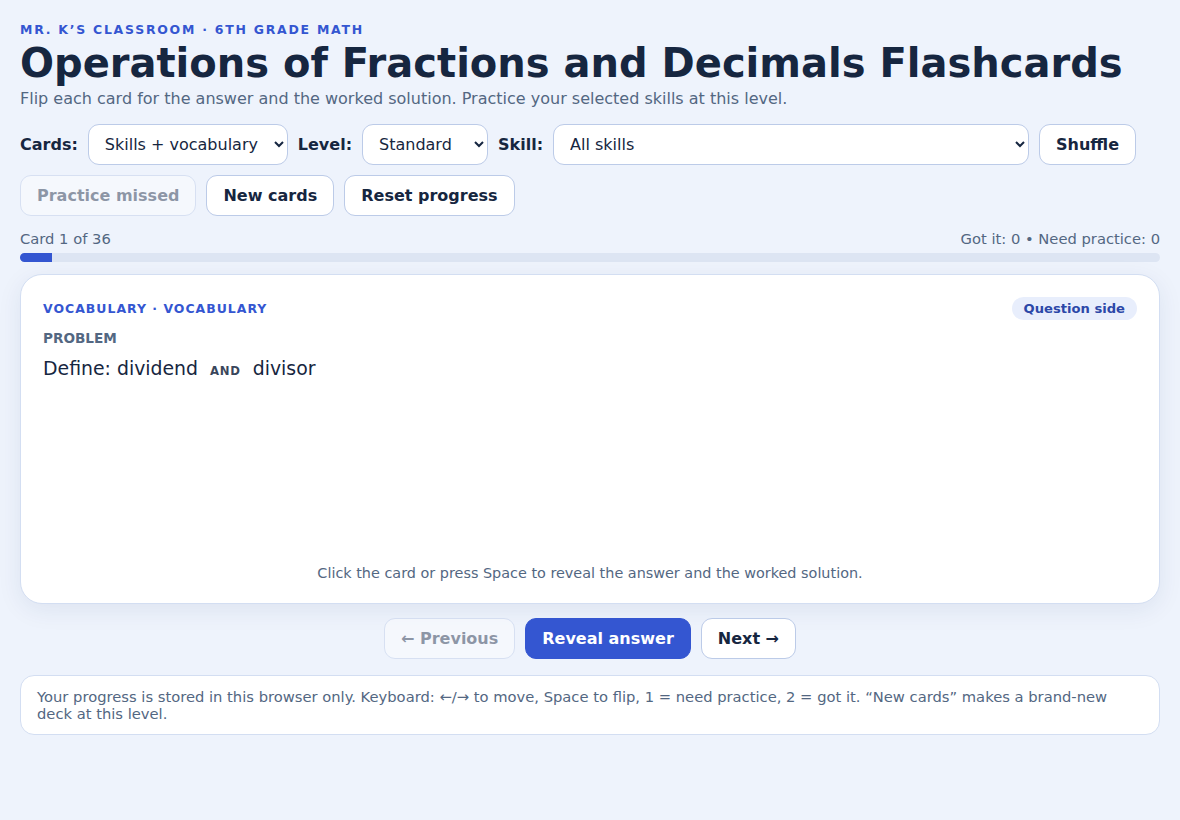 MR. K’S CLASSROOM · 6TH GRADE MATH
Operations of Fractions and Decimals Flashcards
Flip each card for the answer and the worked solution. Practice your selected skills at this level.
Cards: Skills + vocabulary Level: Standard Skill: All skills Shuffle
Practice missed New cards Reset progress
Card 1 of 36 Got it: 0 • Need practice: 0
VOCABULARY · VOCABULARY Question side
PROBLEM
Define: dividend AND divisor
Click the card or press Space to reveal the answer and the worked solution.
← Previous Reveal answer Next →
Your progress is stored in this browser only. Keyboard: ←/→ to move, Space to flip, 1 = need practice, 2 = got it. “New cards” makes a brand-new
deck at this level.